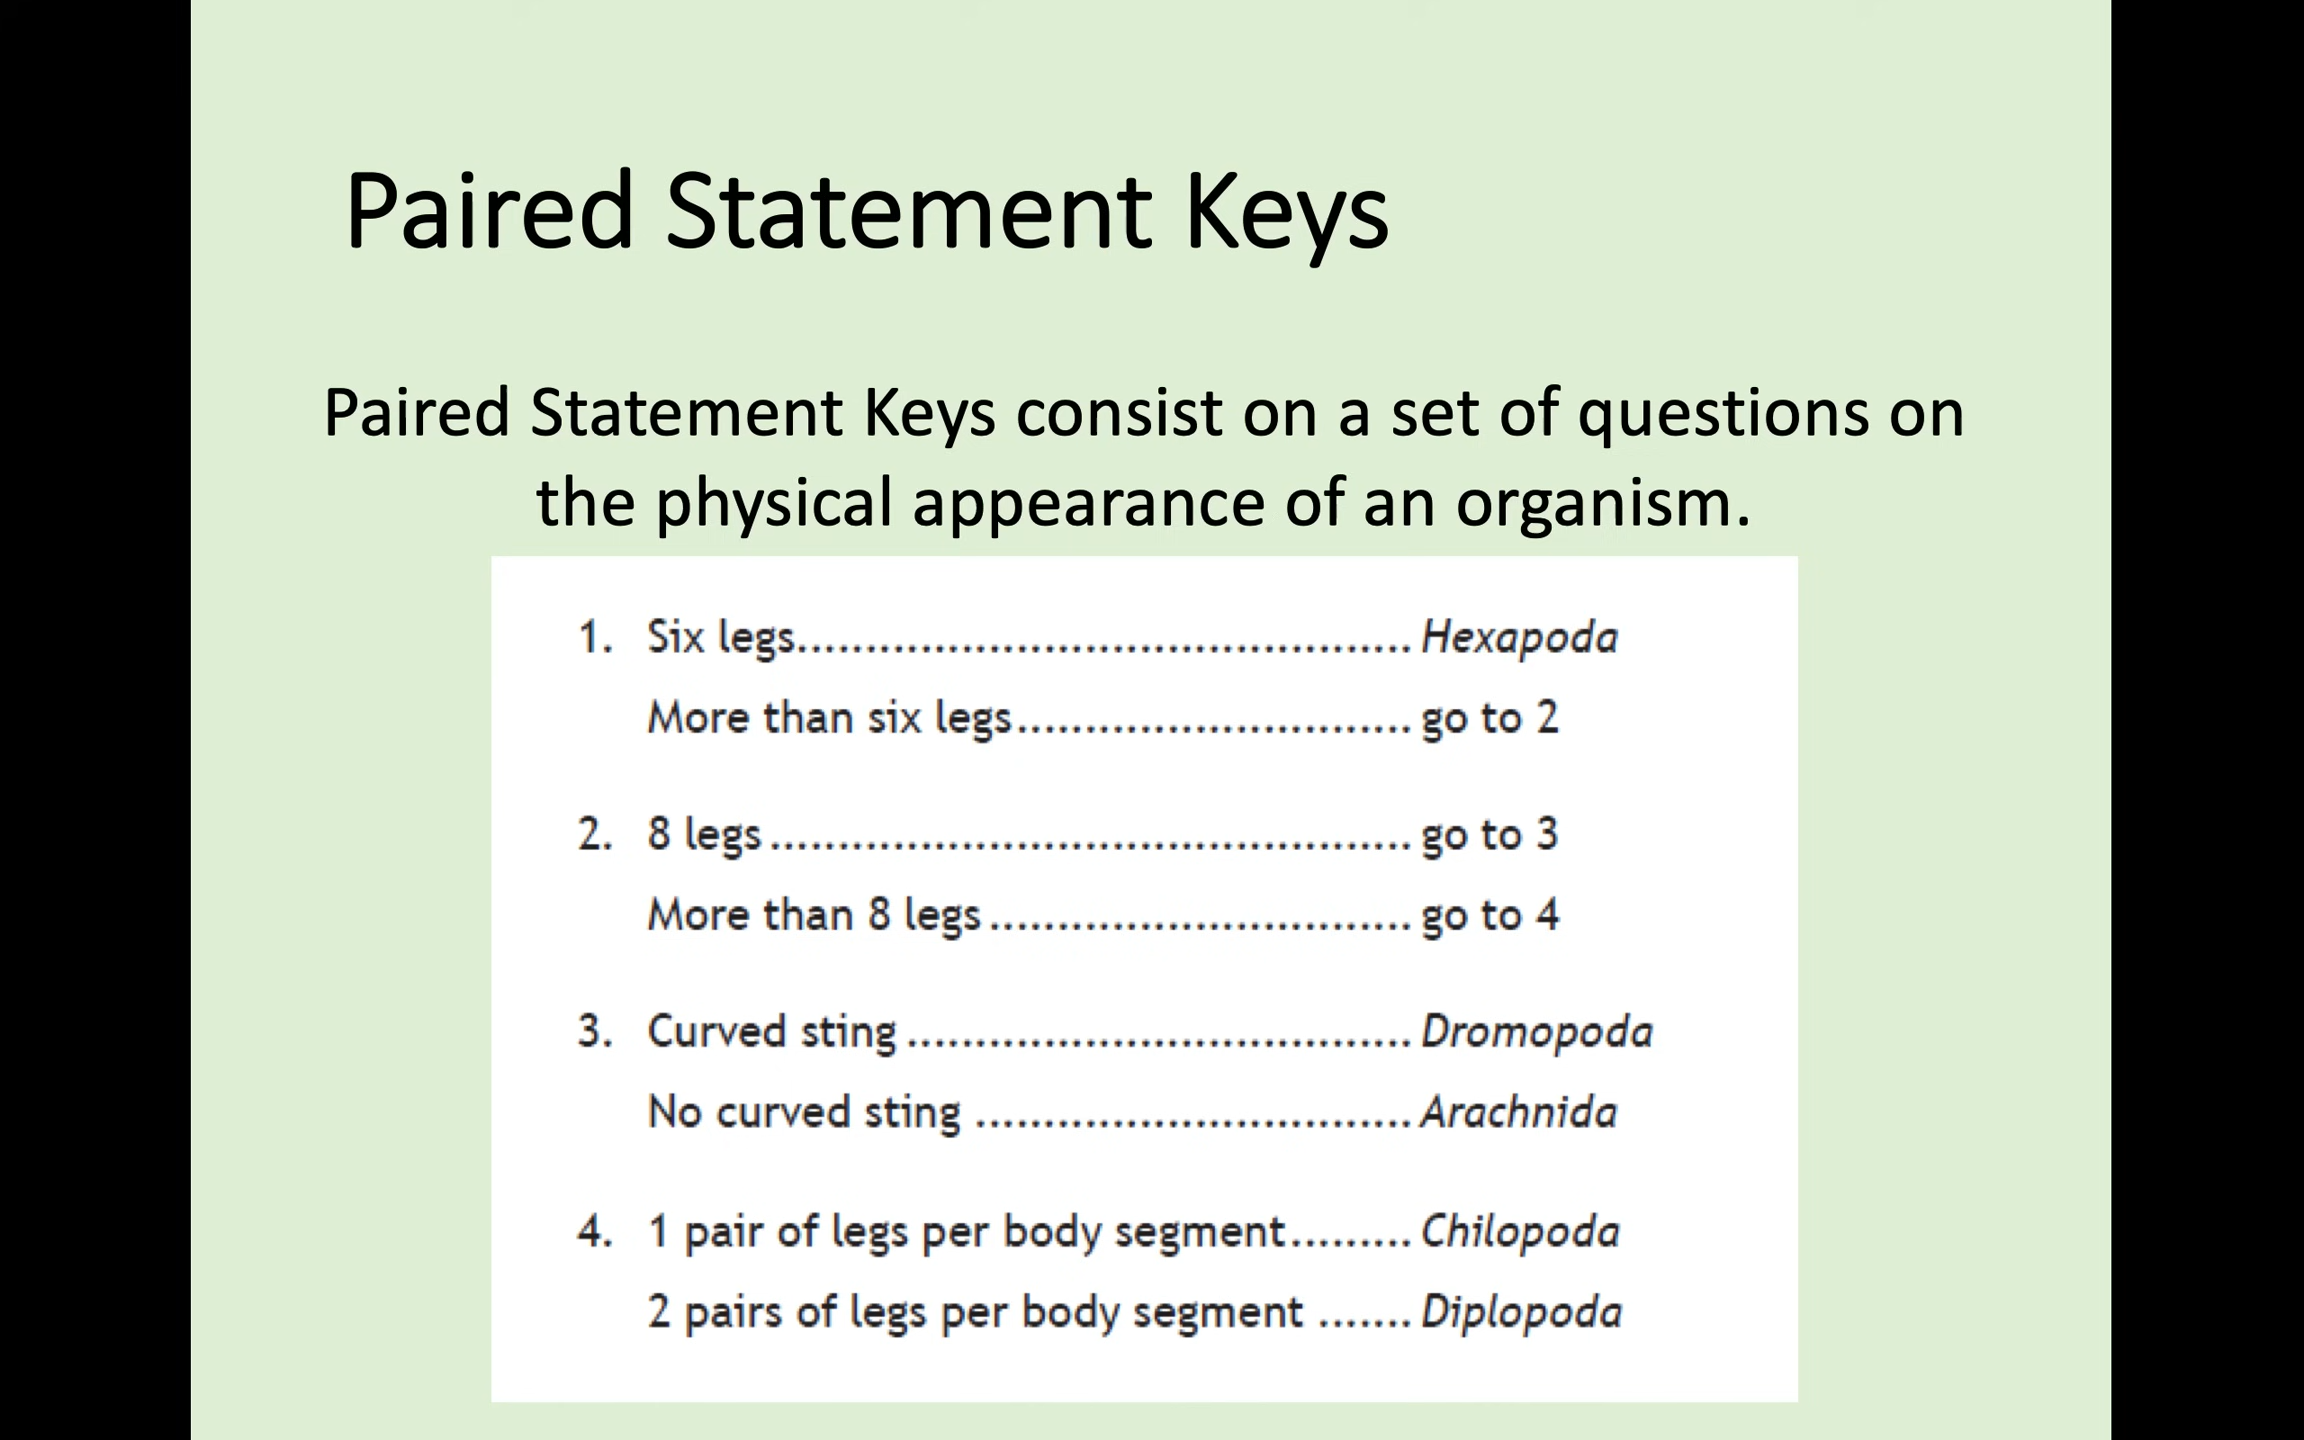 Paired Statement Keys
Paired Statement Keys consist on a set of questions on
the physical appearance of an organism.
1. Six legs............................................. Hexapoda
More than six legs............................. go to 2
2. 8 legs............................................... go to 3
More than 8 legs............................... go to 4
3. Curved sting..................................... Dromopoda
No curved sting................................ Arachnida
4. 1 pair of legs per body segment......... Chilopoda
2 pairs of legs per body segment ....... Diplopoda